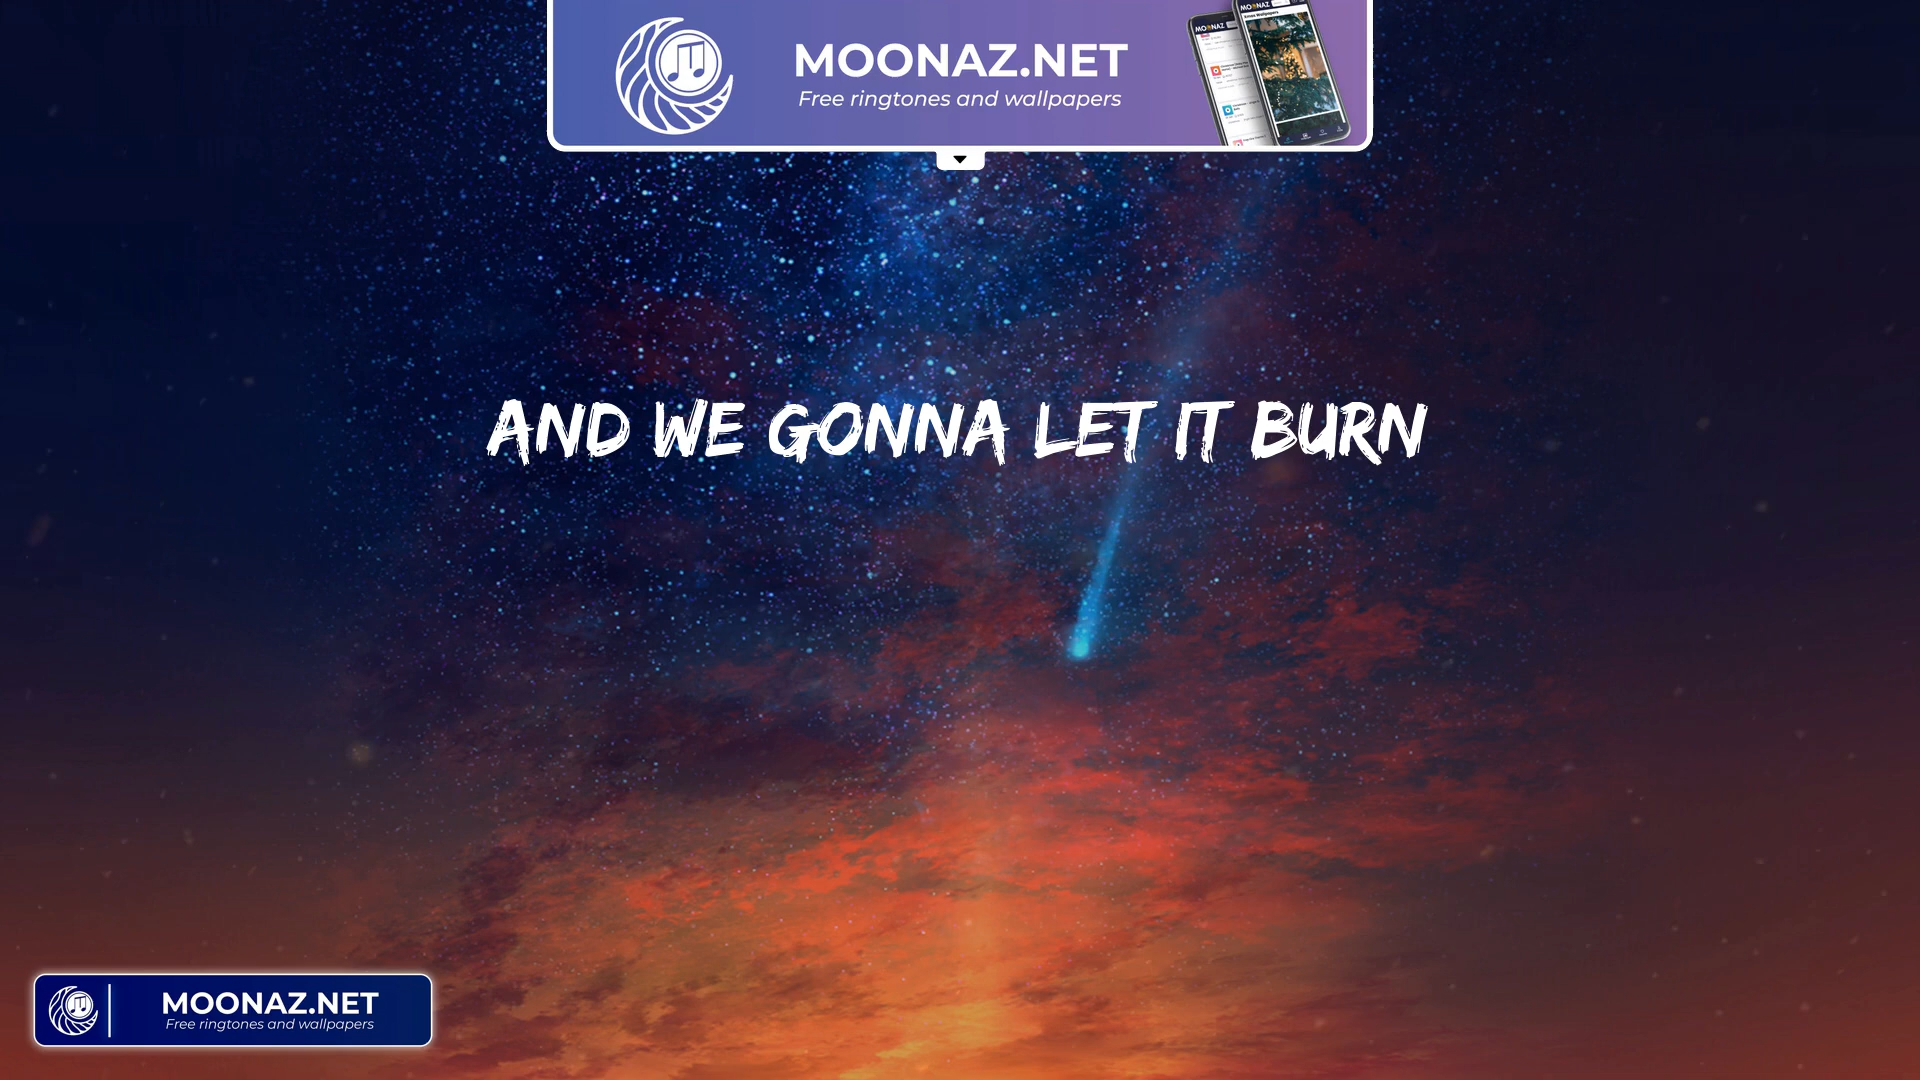 MOONAZ.NET
Free ringtones and wallpapers
AND WE GONNA LET IT BURN
MOONAZ.NET
Free ringtones and wallpapers